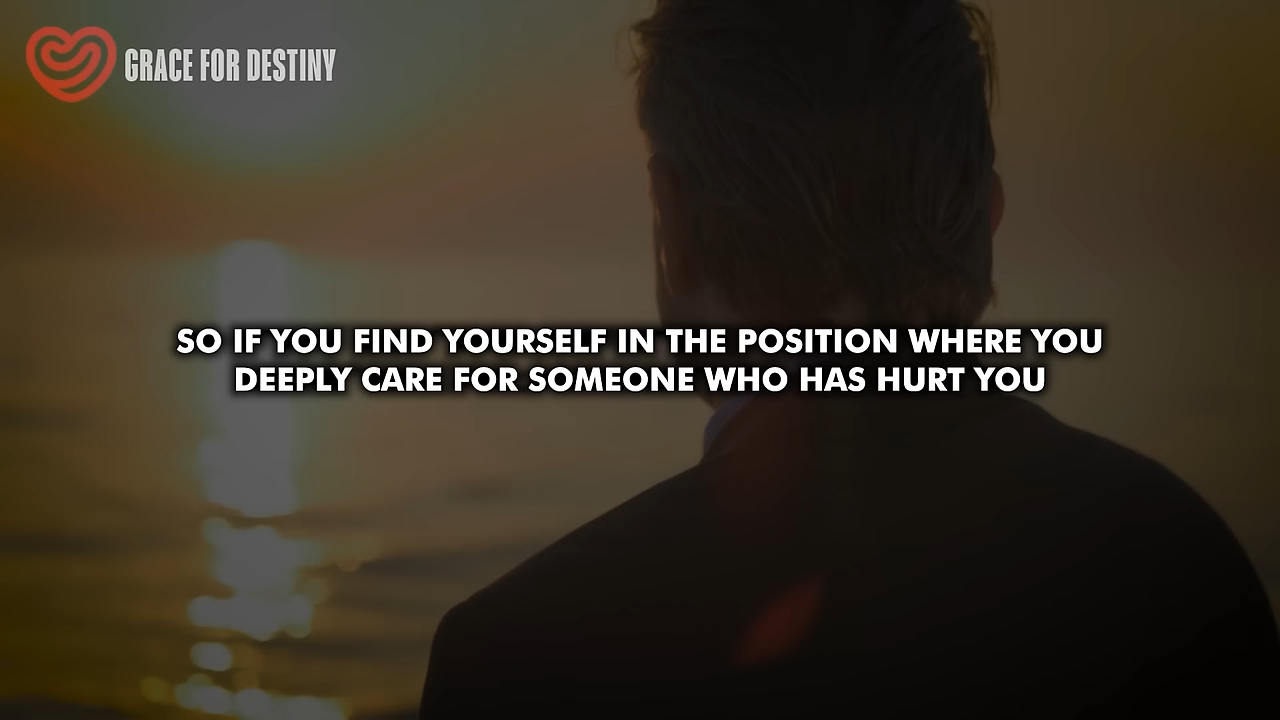 GRACE FOR DESTINY
SO IF YOU FIND YOURSELF IN THE POSITION WHERE YOU
DEEPLY CARE FOR SOMEONE WHO HAS HURT YOU